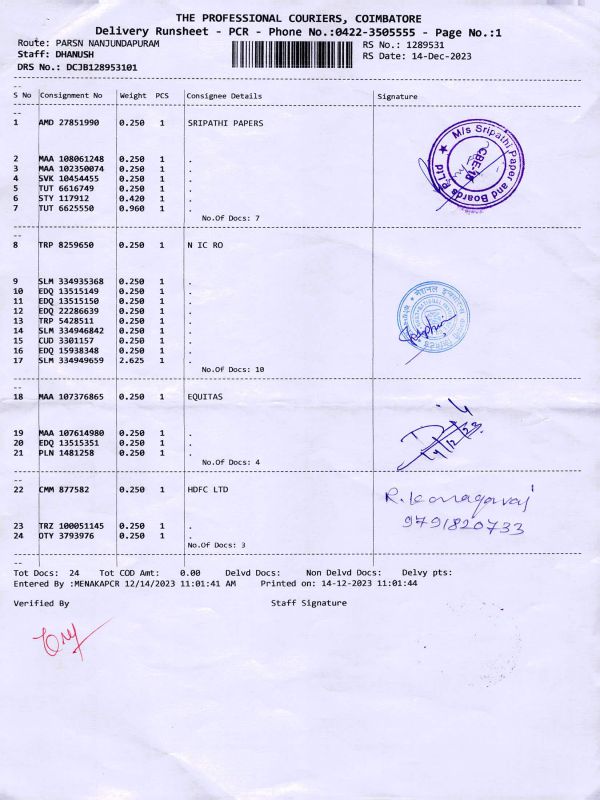 THE PROFESSIONAL COURIERS, COIMBATORE
Delivery Runsheet - PCR - Phone No.:0422-3505555 - Page No.:1
Route: PARSN NANJUNDAPURAM RS No.: 1289531
Staff: DHANUSH RS Date: 14-Dec-2023
DRS No.: DCJB128953101
S No Consignment No Weight PCS Consignee Details Signature
1 AMD 27851990 0.250 1 SRIPATHI PAPERS
M/s Sripathi Paper and Boards P Ltd
CBE-18
2 MAA 108061248 0.250 1 .
3 MAA 102350074 0.250 1 .
4 SVK 10454455 0.250 1 .
5 TUT 6616749 0.250 1 .
6 STY 117912 0.420 1 .
7 TUT 6625550 0.960 1 .
No.Of Docs: 7
8 TRP 8259650 0.250 1 N IC RO
9 SLM 334935368 0.250 1 .
10 EDQ 13515149 0.250 1 .
11 EDQ 13515150 0.250 1 .
12 EDQ 22286639 0.250 1 .
13 TRP 5428511 0.250 1 .
14 SLM 334946842 0.250 1 .
15 CUD 3301157 0.250 1 .
16 EDQ 15938348 0.250 1 .
17 SLM 334949659 2.625 1 .
No.Of Docs: 10
18 MAA 107376865 0.250 1 EQUITAS
19 MAA 107614980 0.250 1 .
20 EDQ 13515351 0.250 1 .
21 PLN 1481258 0.250 1 .
14/12/23
No.Of Docs: 4
22 CMM 877582 0.250 1 HDFC LTD
R. Kanagavai
9791820733
23 TRZ 100051145 0.250 1 .
24 OTY 3793976 0.250 1 .
No.Of Docs: 3
Tot Docs: 24 Tot COD Amt: 0.00 Delvd Docs: Non Delvd Docs: Delvy pts:
Entered By :MENAKAPCR 12/14/2023 11:01:41 AM Printed on: 14-12-2023 11:01:44
Verified By Staff Signature